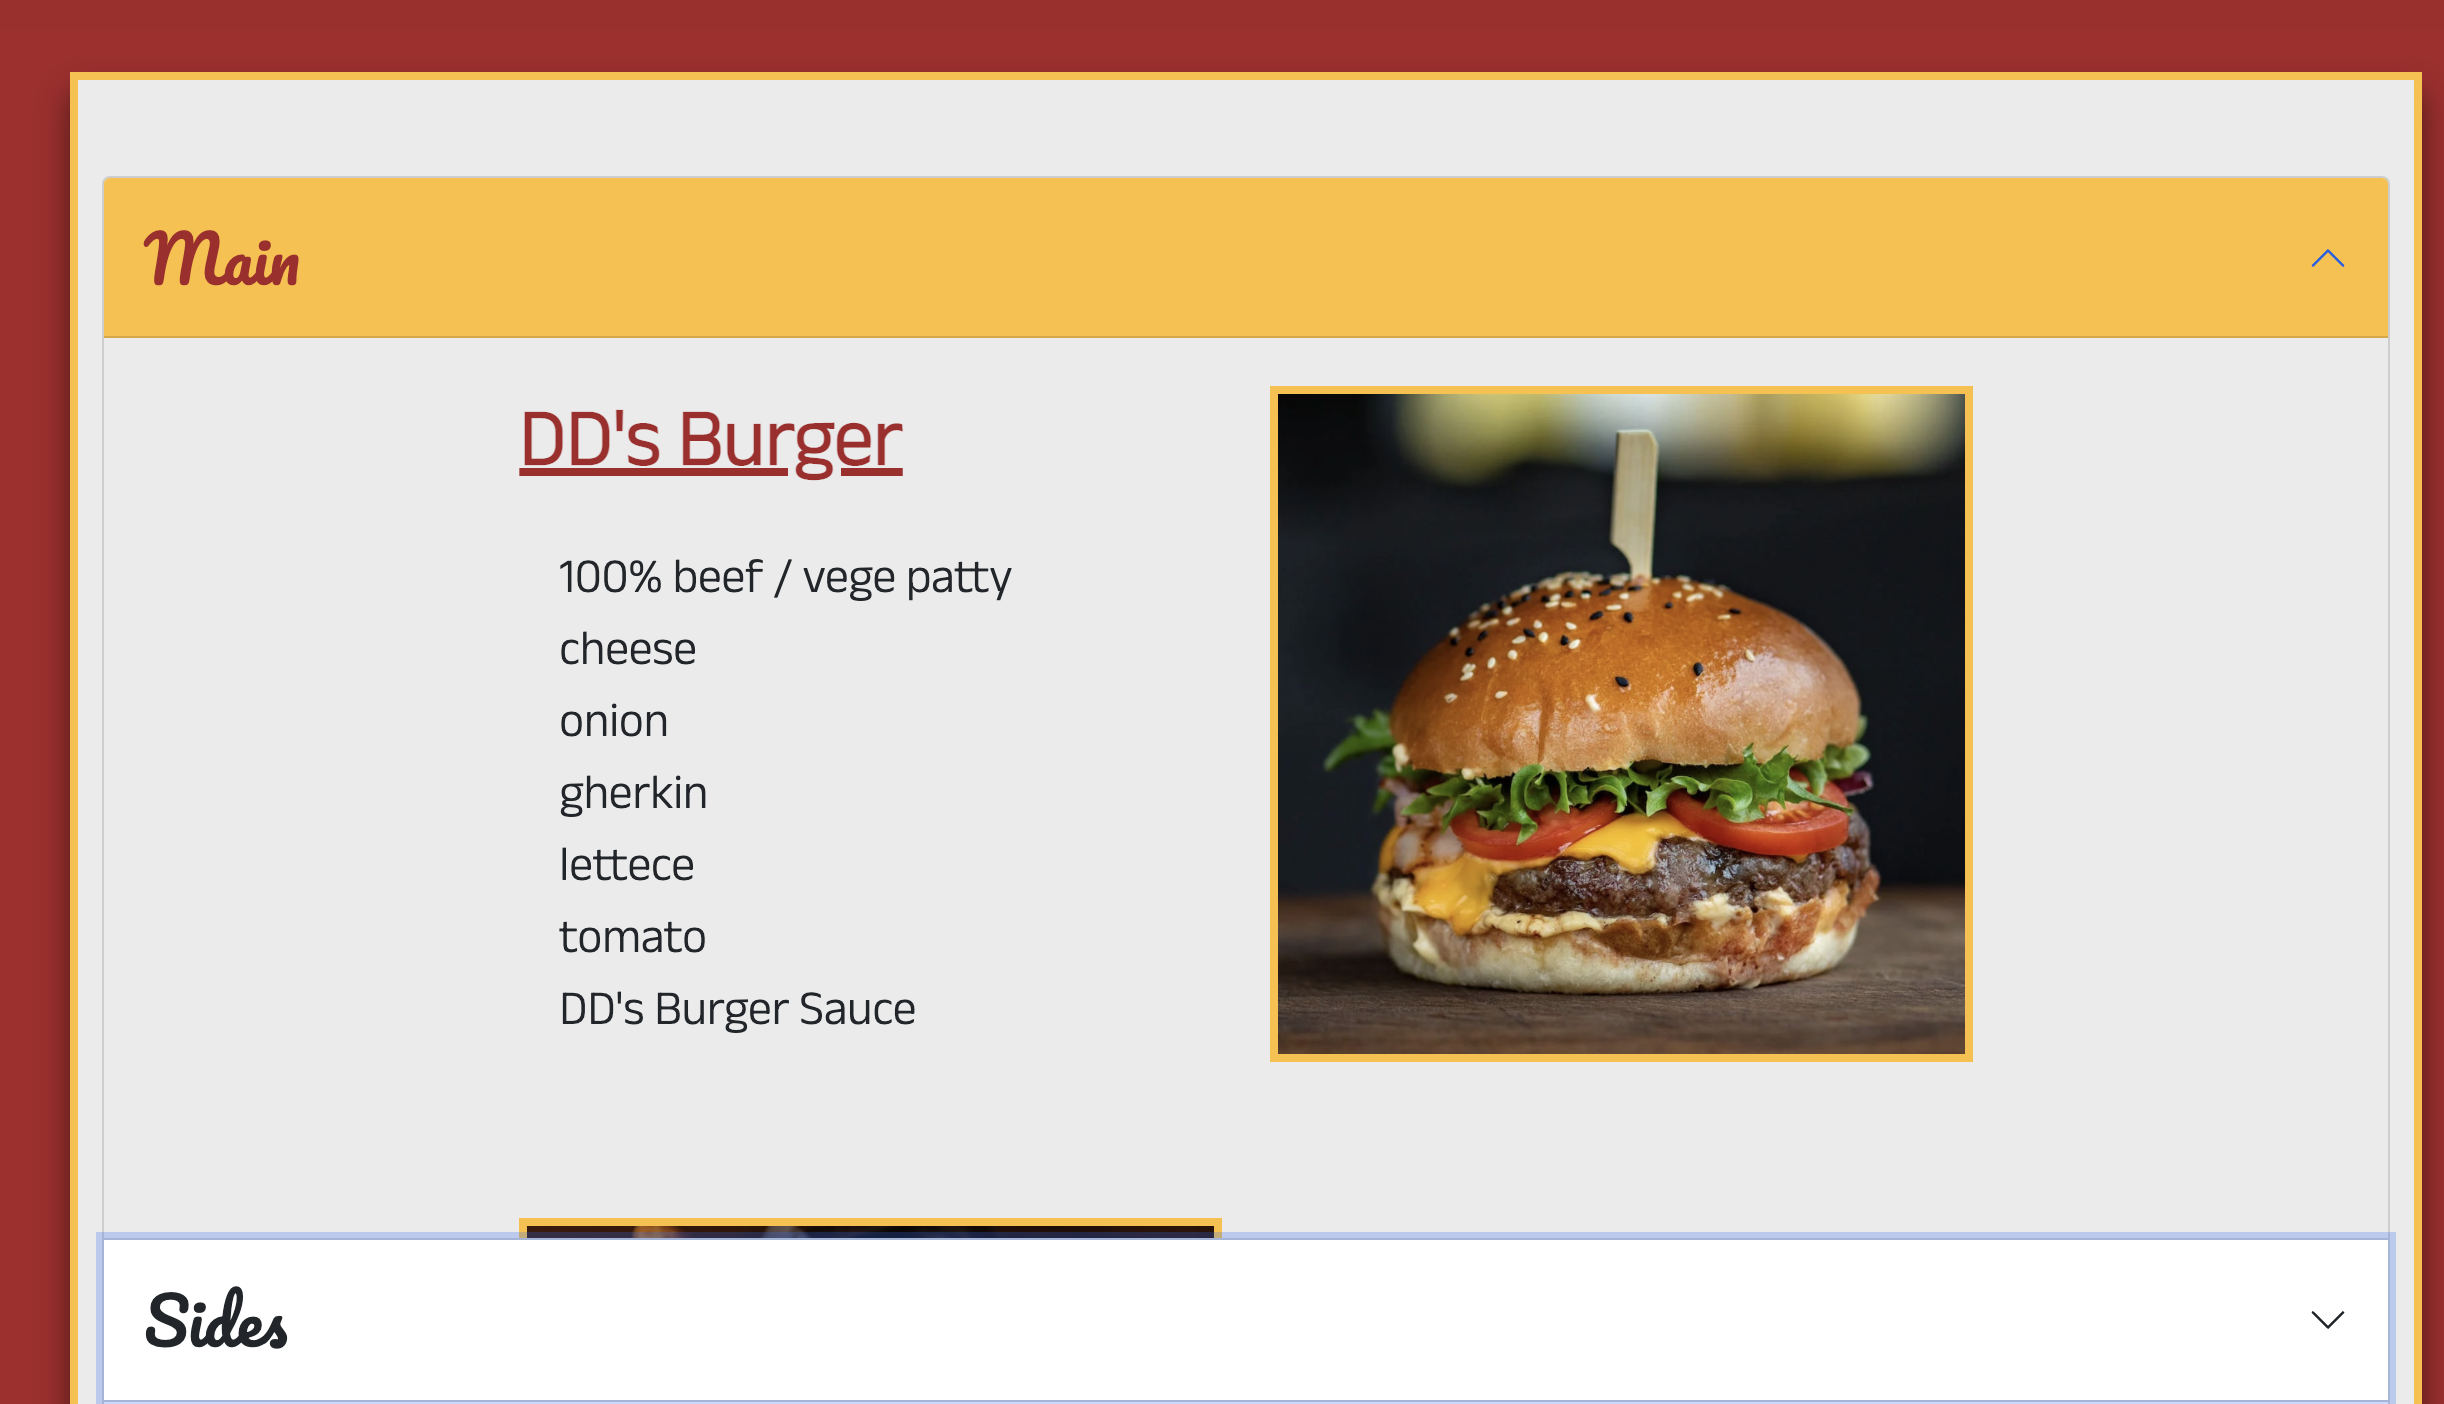 Main
DD's Burger
100% beef / vege patty
cheese
onion
gherkin
lettece
tomato
DD's Burger Sauce
Sides